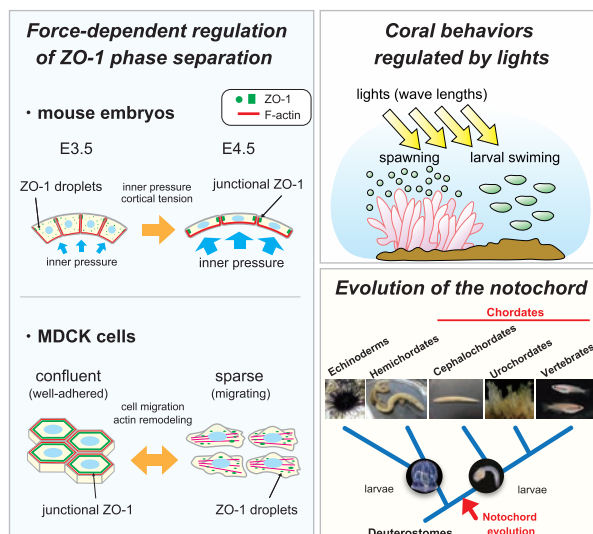 Force-dependent regulation
of ZO-1 phase separation
ZO-1
F-actin
・mouse embryos
E3.5
E4.5
ZO-1 droplets
inner pressure
cortical tension
junctional ZO-1
inner pressure
inner pressure
・MDCK cells
confluent
(well-adhered)
sparse
(migrating)
cell migration
actin remodeling
junctional ZO-1
ZO-1 droplets
Coral behaviors
regulated by lights
lights (wave lengths)
spawning
larval swiming
Evolution of the notochord
Chordates
Echinoderms
Hemichordates
Cephalochordates
Urochordates
Vertebrates
larvae
larvae
Notochord
evolution
Deuterostomes